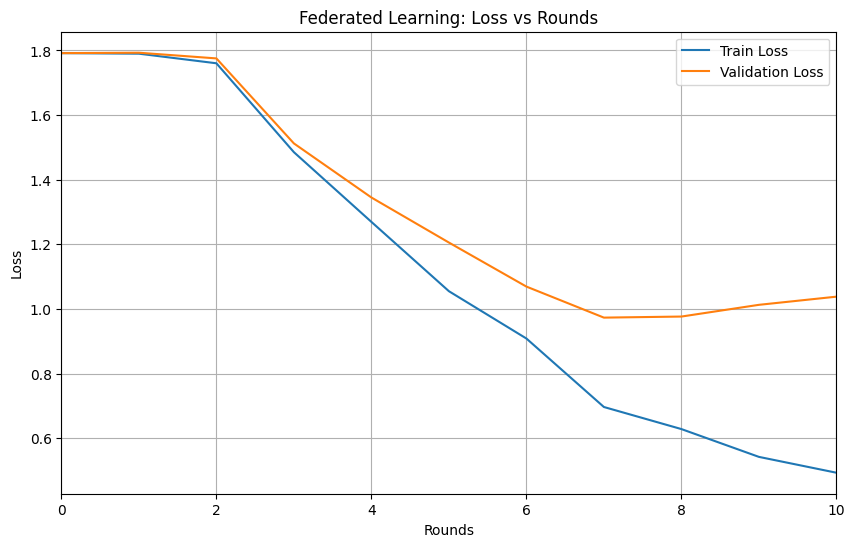 Federated Learning: Loss vs Rounds
Train Loss
Validation Loss
1.8
1.6
1.4
1.2
1.0
0.8
0.6
Loss
0 2 4 6 8 10
Rounds